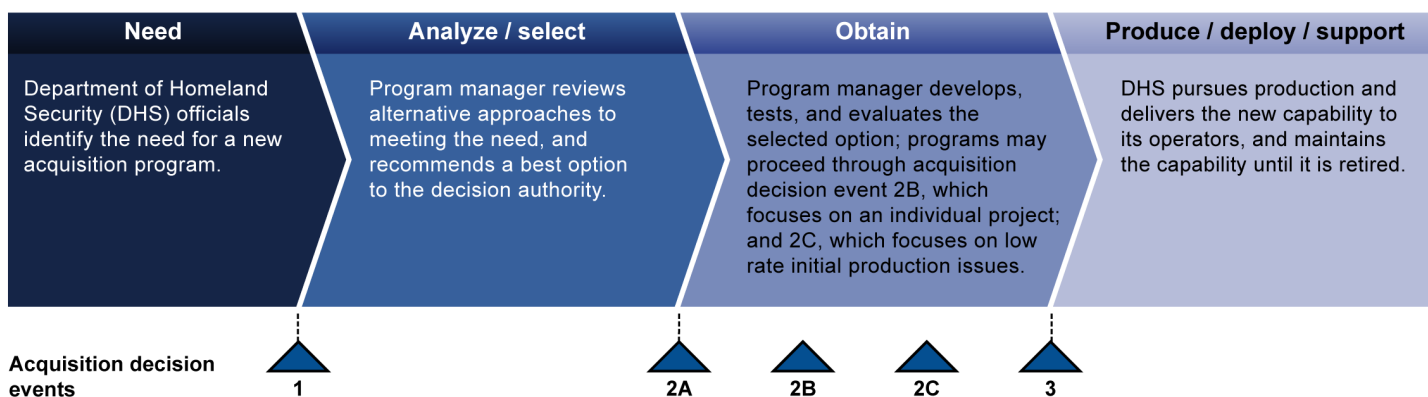 Need
Department of Homeland
Security (DHS) officials
identify the need for a new
acquisition program.
Analyze / select
Program manager reviews
alternative approaches to
meeting the need, and
recommends a best option
to the decision authority.
Obtain
Program manager develops,
tests, and evaluates the
selected option; programs may
proceed through acquisition
decision event 2B, which
focuses on an individual project;
and 2C, which focuses on low
rate initial production issues.
Produce / deploy / support
DHS pursues production and
delivers the new capability to
its operators, and maintains
the capability until it is retired.
Acquisition decision
events
1
2A
2B
2C
3